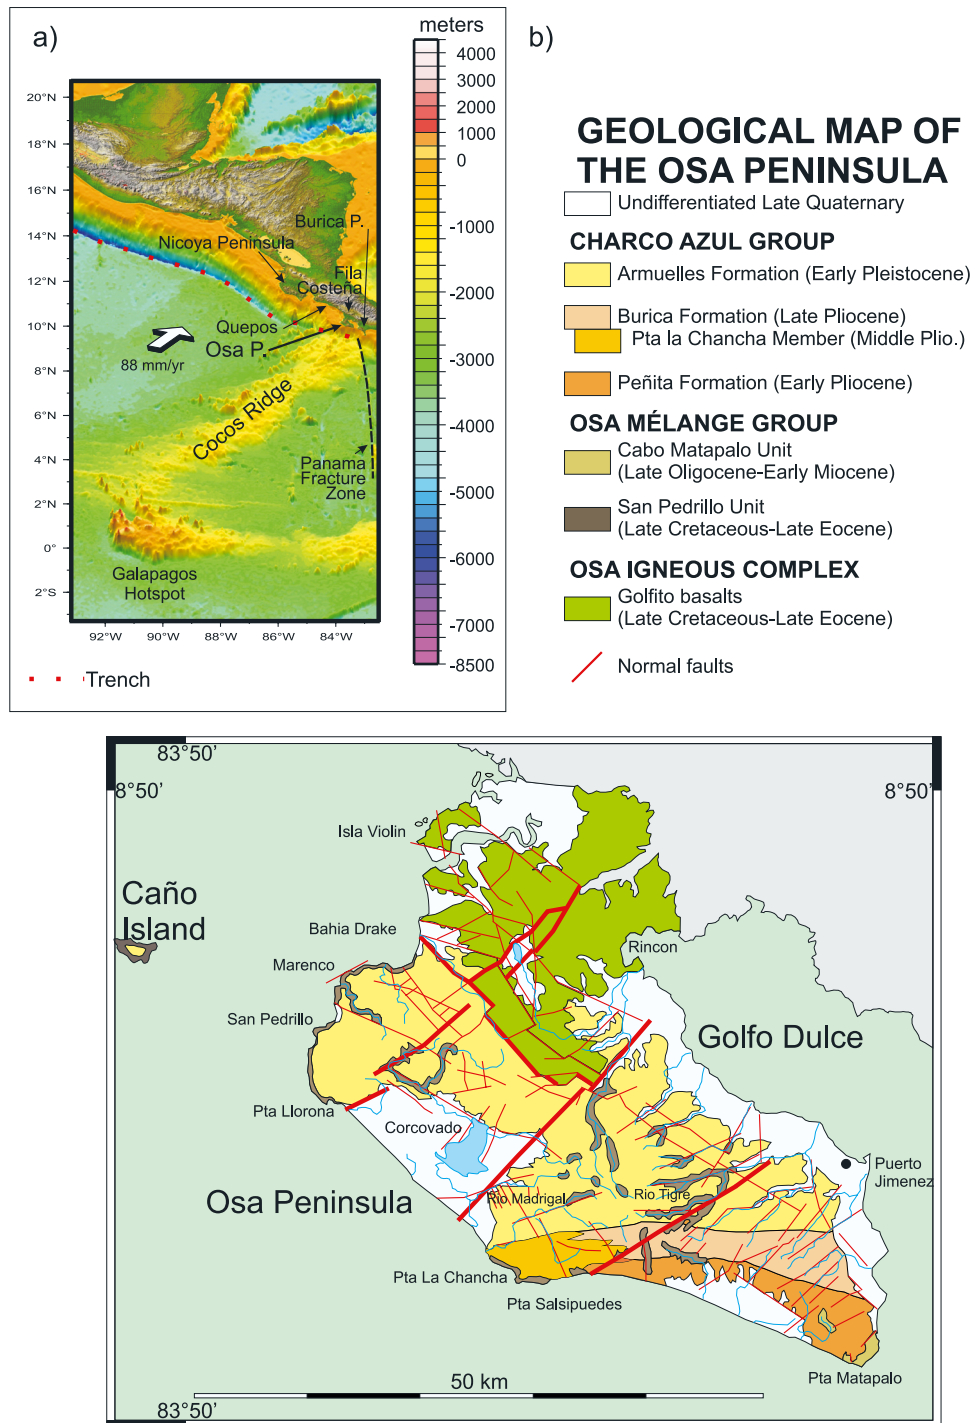 a)
meters
4000
3000
2000
1000
0
-1000
-2000
-3000
-4000
-5000
-6000
-7000
-8500
20°N
18°N
16°N
14°N
12°N
10°N
8°N
6°N
4°N
2°N
0°
2°S
92°W
90°W
88°W
86°W
84°W
Burica P.
Nicoya Peninsula
Fila
Costeña
Quepos
Osa P.
88 mm/yr
Cocos Ridge
Panama
Fracture
Zone
Galapagos
Hotspot
Trench
b)
GEOLOGICAL MAP OF
THE OSA PENINSULA
Undifferentiated Late Quaternary
CHARCO AZUL GROUP
Armuelles Formation (Early Pleistocene)
Burica Formation (Late Pliocene)
Pta la Chancha Member (Middle Plio.)
Peñita Formation (Early Pliocene)
OSA MÉLANGE GROUP
Cabo Matapalo Unit
(Late Oligocene-Early Miocene)
San Pedrillo Unit
(Late Cretaceous-Late Eocene)
OSA IGNEOUS COMPLEX
Golfito basalts
(Late Cretaceous-Late Eocene)
Normal faults
83°50’
8°50’
8°50’
Isla Violin
Caño
Island
Bahia Drake
Rincon
Marenco
San Pedrillo
Golfo Dulce
Pta Llorona
Corcovado
Puerto
Jimenez
Osa Peninsula
Rio Madrigal
Rio Tigre
Pta La Chancha
Pta Salsipuedes
Pta Matapalo
50 km
83°50’